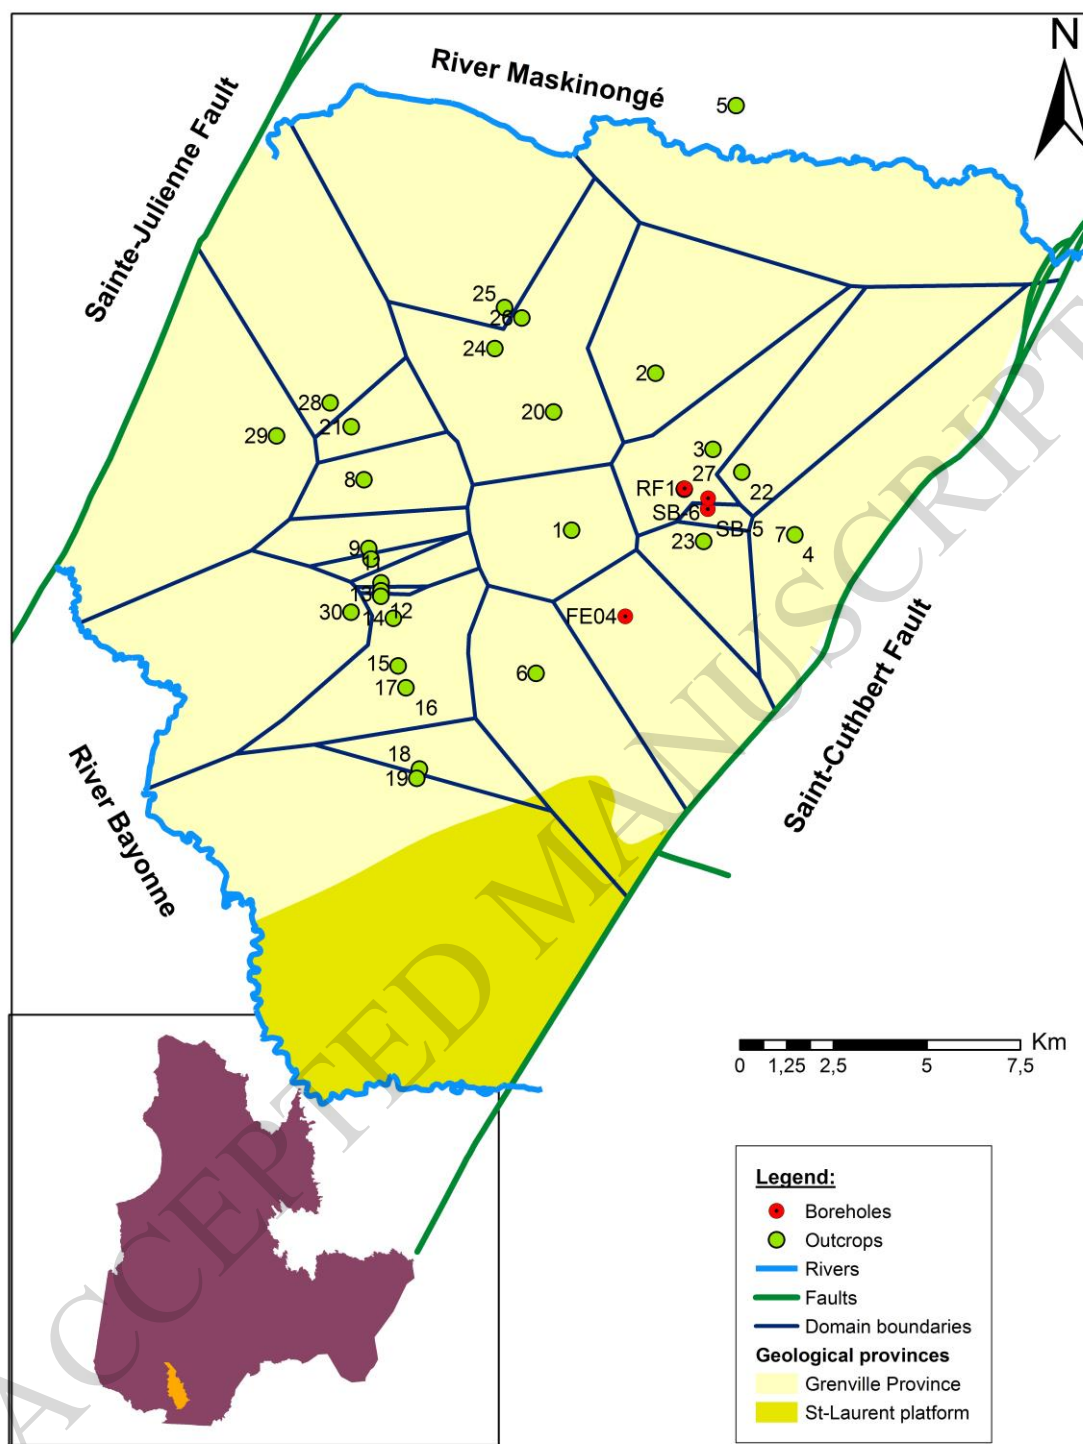 N
River Maskinongé
5
Sainte-Julienne Fault
25
26
24
2
28
20
21
29
3
27
8
RF1
22
SB-6
SB-5
1
7
23
4
9
11
13
12
30
14
FE04
15
6
17
16
18
19
River Bayonne
Saint-Cuthbert Fault
ACCEPTED MANUSCRIPT
Km
0 1,25 2,5 5 7,5
Legend:
Boreholes
Outcrops
Rivers
Faults
Domain boundaries
Geological provinces
Grenville Province
St-Laurent platform